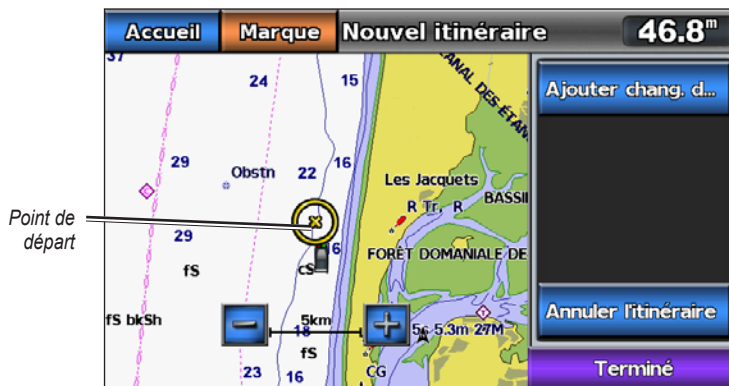 Accueil
Marque
Nouvel itinéraire
46.8m
37
24
15
CANAL DES ÉTAN
Ajouter chang. d...
29
Obstn
22
16
Les Jacquets
R Tr. R
BASSI
Point de
départ
29
6
fS
cS
FORÊT DOMANIALE DE
fS bkSh
5km
18
5s 5.3m 27M
Annuler l'itinéraire
fS
23
16
CG
Terminé